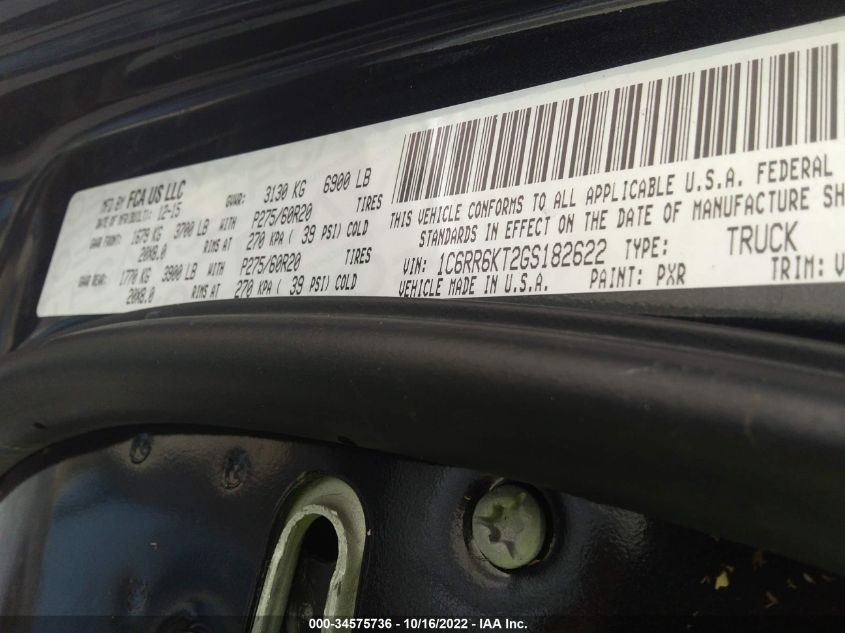 MFD BY FCA US LLC
DATE OF MFR 12-15 GVWR: 3130 KG 6900 LB
GAWR FRONT: 1679 KG 3700 LB WITH P275/60R20 TIRES
20X8.0 RIMS AT 270 KPA ( 39 PSI) COLD
GAWR REAR: 1770 KG 3900 LB WITH P275/60R20 TIRES
20X8.0 RIMS AT 270 KPA ( 39 PSI) COLD
THIS VEHICLE CONFORMS TO ALL APPLICABLE U.S.A. FEDERAL
STANDARDS IN EFFECT ON THE DATE OF MANUFACTURE SH
VIN: 1C6RR6KT2GS182622 TYPE: TRUCK
VEHICLE MADE IN U.S.A. PAINT: PXR TRIM: V
000-34575736 - 10/16/2022 - IAA Inc.